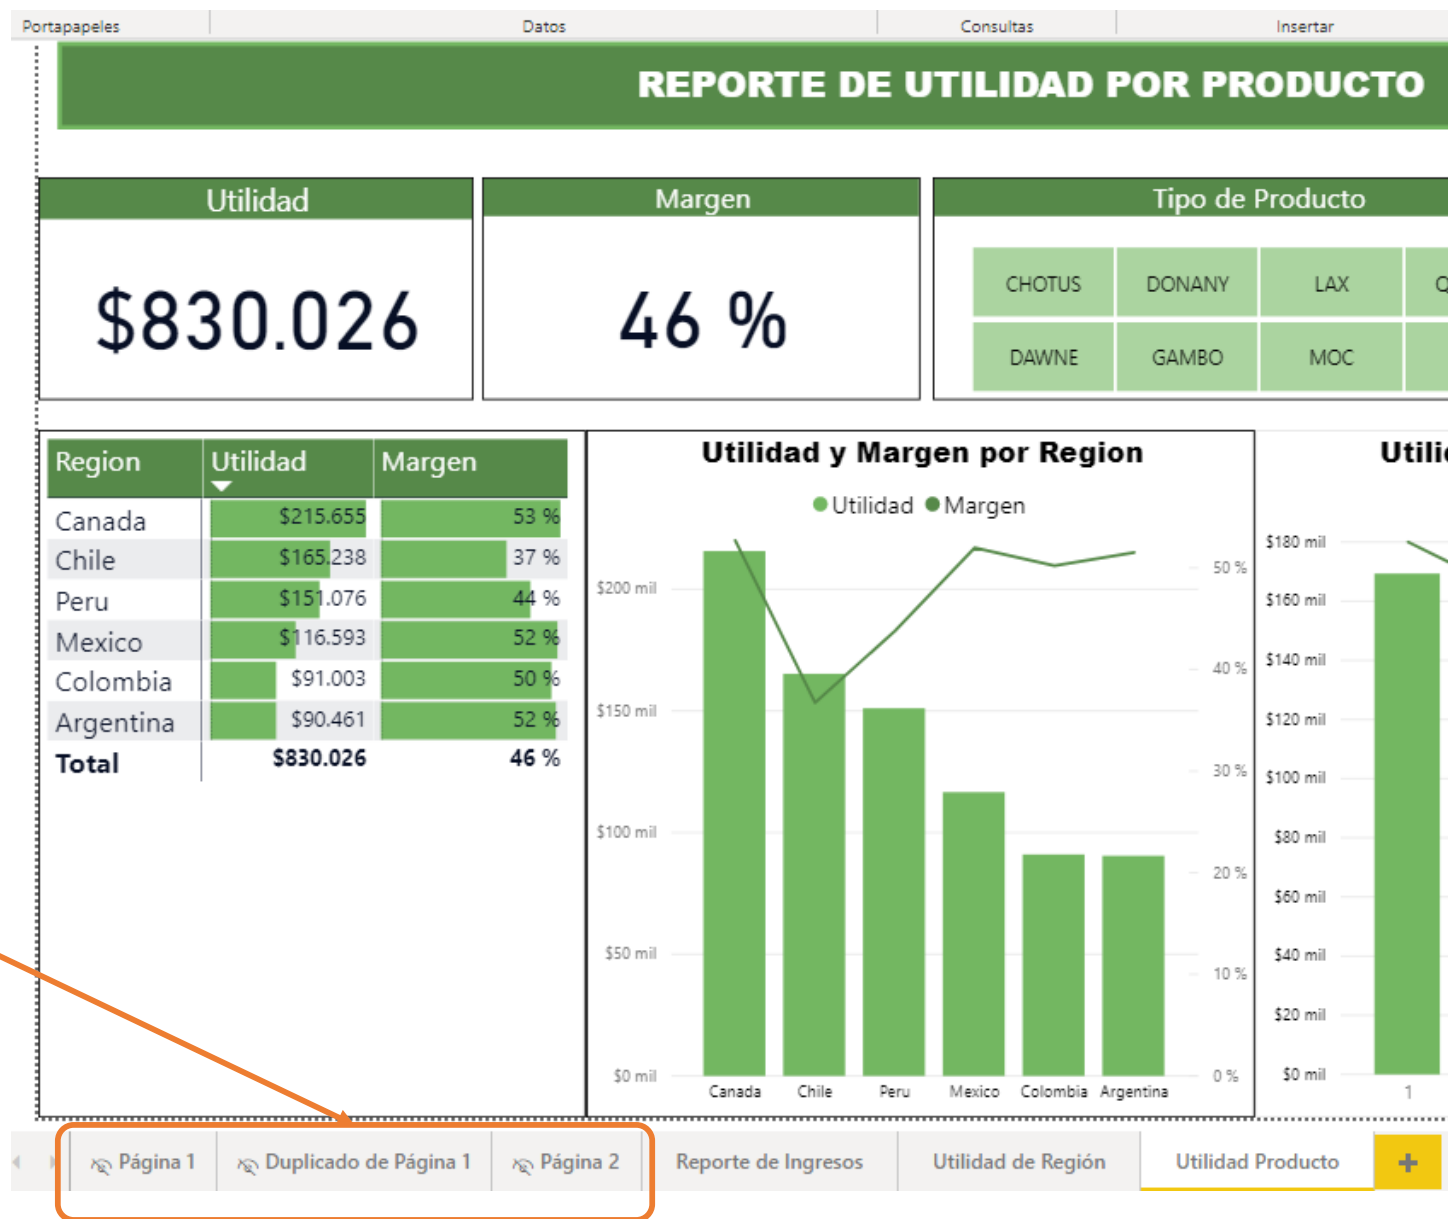 Portapapeles Datos Consultas Insertar
REPORTE DE UTILIDAD POR PRODUCTO
Utilidad
$830.026
Margen
46 %
Tipo de Producto
CHOTUS DONANY LAX
DAWNE GAMBO MOC
Region Utilidad Margen
Canada $215.655 53 %
Chile $165.238 37 %
Peru $151.076 44 %
Mexico $116.593 52 %
Colombia $91.003 50 %
Argentina $90.461 52 %
Total $830.026 46 %
Utilidad y Margen por Region
Utilidad Margen
$200 mil
$150 mil
$100 mil
$50 mil
$0 mil
50 %
40 %
30 %
20 %
10 %
0 %
Canada Chile Peru Mexico Colombia Argentina
$180 mil
$160 mil
$140 mil
$120 mil
$100 mil
$80 mil
$60 mil
$40 mil
$20 mil
$0 mil
1
Página 1 Duplicado de Página 1 Página 2 Reporte de Ingresos Utilidad de Región Utilidad Producto +